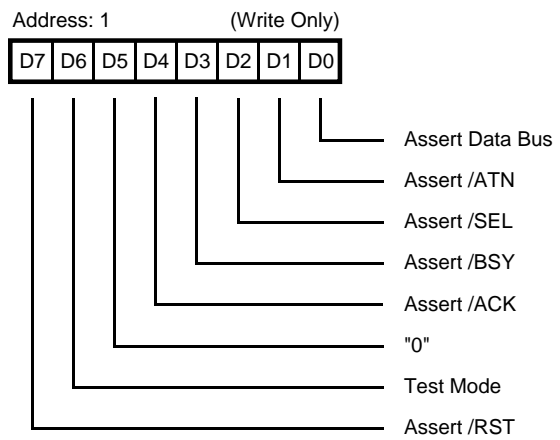 Address: 1 (Write Only)
D7 D6 D5 D4 D3 D2 D1 D0
Assert Data Bus
Assert /ATN
Assert /SEL
Assert /BSY
Assert /ACK
"0"
Test Mode
Assert /RST